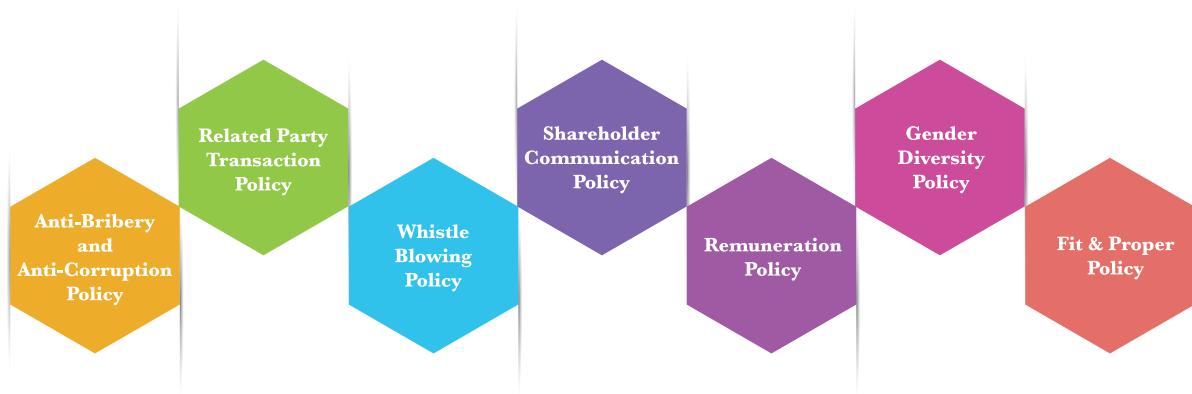 Anti-Bribery
and
Anti-Corruption
Policy
Related Party
Transaction
Policy
Whistle
Blowing
Policy
Shareholder
Communication
Policy
Remuneration
Policy
Gender
Diversity
Policy
Fit & Proper
Policy